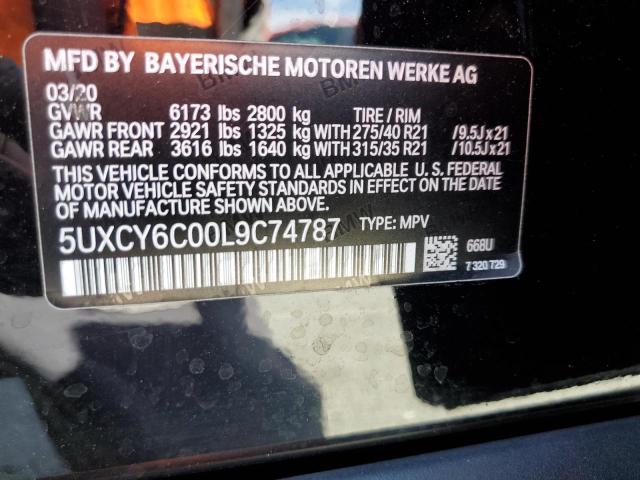 MFD BY BAYERISCHE MOTOREN WERKE AG
03/20
GVWR 6173 lbs 2800 kg TIRE / RIM
GAWR FRONT 2921 lbs 1325 kg WITH 275/40 R21 /9.5Jx21
GAWR REAR 3616 lbs 1640 kg WITH 315/35 R21 /10.5Jx21
THIS VEHICLE CONFORMS TO ALL APPLICABLE U. S. FEDERAL
MOTOR VEHICLE SAFETY STANDARDS IN EFFECT ON THE DATE
OF MANUFACTURE SHOWN ABOVE.
5UXCY6C00L9C74787 TYPE: MPV
668U
7 320 729